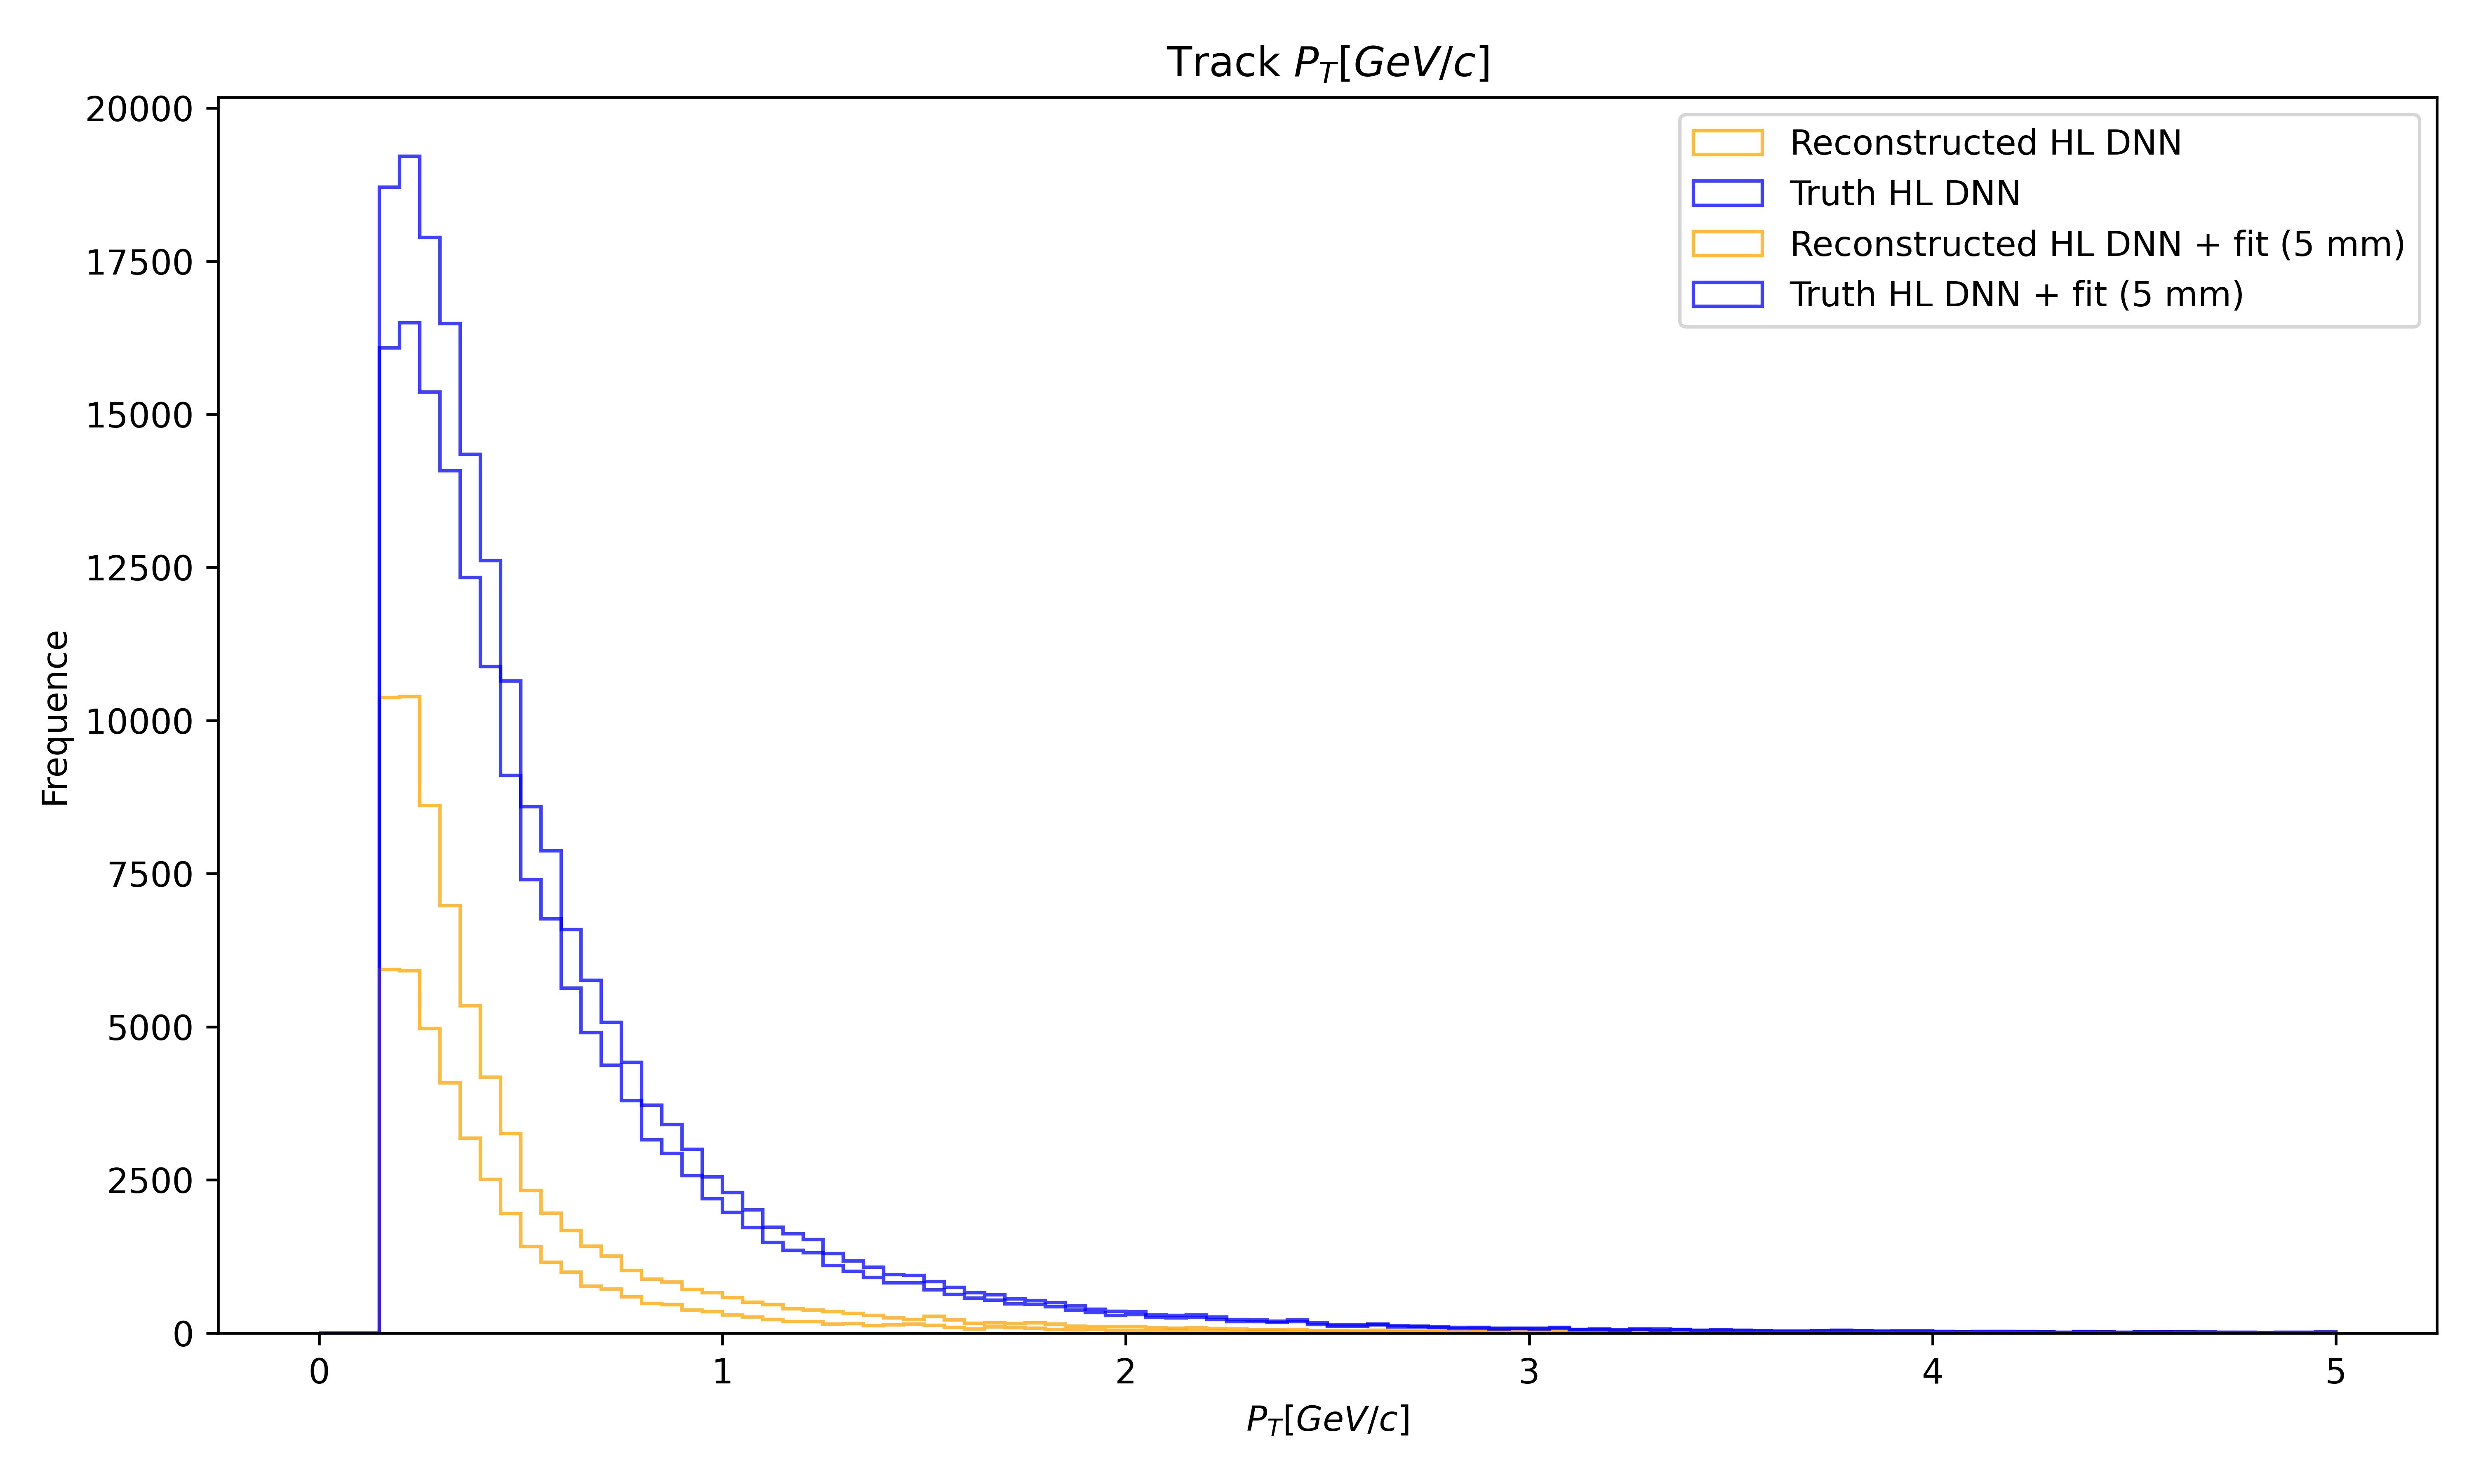 Track P_T[GeV/c]
20000
17500
15000
12500
10000
7500
5000
2500
0
Frequence
Reconstructed HL DNN
Truth HL DNN
Reconstructed HL DNN + fit (5 mm)
Truth HL DNN + fit (5 mm)
0 1 2 3 4 5
P_T[GeV/c]